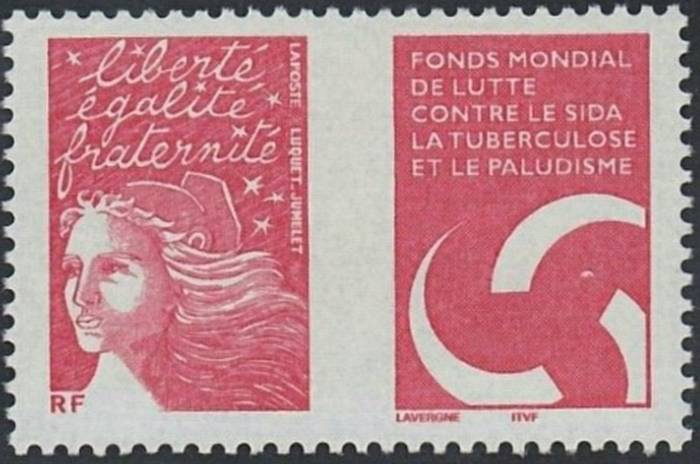 liberté
égalité
fraternité
LAPOSTE LUQUET-JUMELET
RF
FONDS MONDIAL
DE LUTTE
CONTRE LE SIDA
LA TUBERCULOSE
ET LE PALUDISME
LAVERGNE ITVF